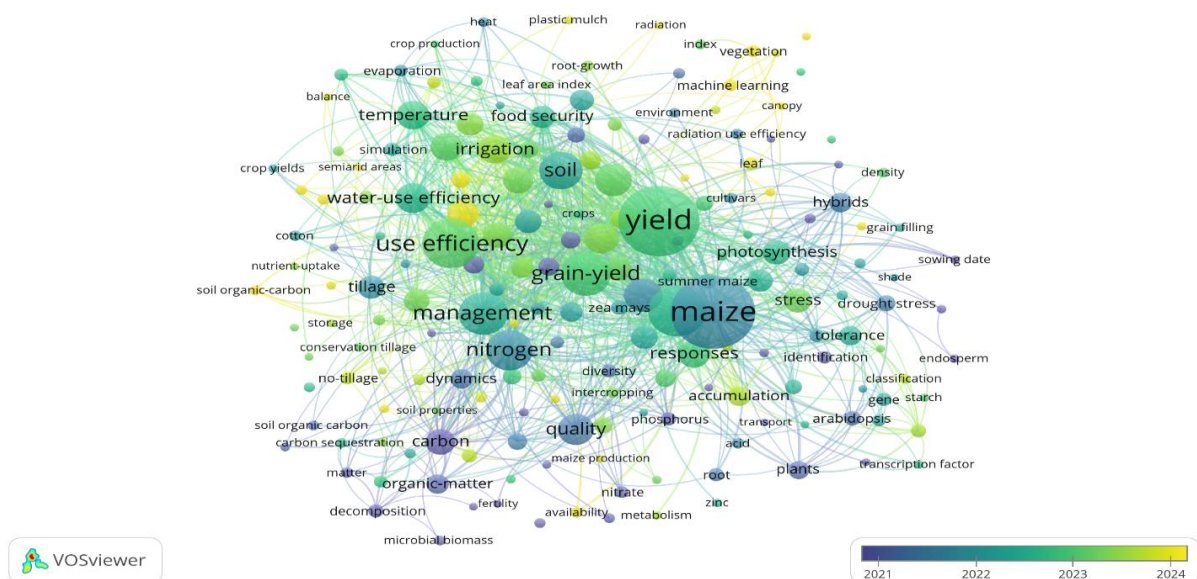 heat
plastic mulch
radiation
crop production
index
vegetation
root-growth
evaporation
leaf area index
machine learning
balance
canopy
temperature
food security
environment
simulation
irrigation
radiation use efficiency
crop yields
semiarid areas
soil
leaf
density
water-use efficiency
cultivars
hybrids
crops
yield
grain filling
cotton
use efficiency
photosynthesis
sowing date
nutrient-uptake
grain-yield
summer maize
shade
soil organic-carbon
tillage
zea mays
maize
stress
drought stress
storage
management
tolerance
conservation tillage
nitrogen
responses
identification
endosperm
no-tillage
dynamics
diversity
classification
intercropping
accumulation
gene
starch
soil properties
phosphorus
transport
arabidopsis
soil organic carbon
carbon sequestration
carbon
quality
acid
matter
maize production
root
plants
transcription factor
organic-matter
nitrate
decomposition
fertility
availability
metabolism
zinc
microbial biomass
VOSviewer
2021 2022 2023 2024